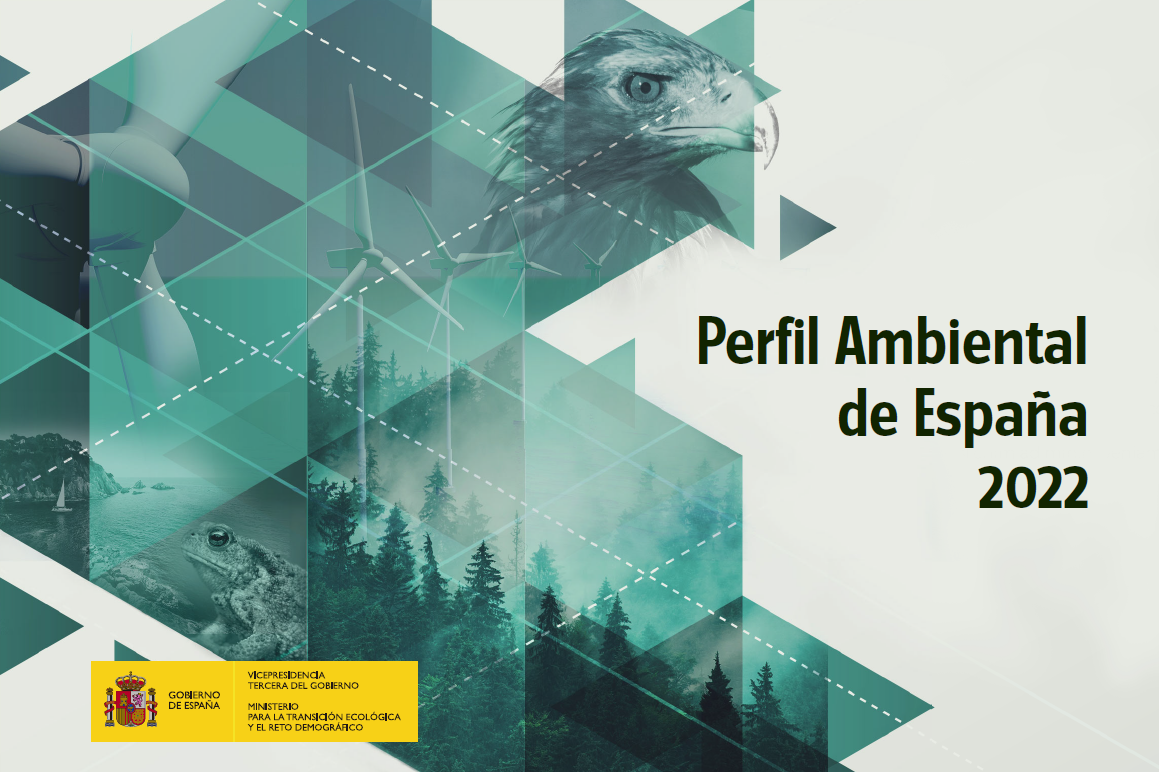 Perfil Ambiental
de España
2022
GOBIERNO
DE ESPAÑA
VICEPRESIDENCIA
TERCERA DEL GOBIERNO
MINISTERIO
PARA LA TRANSICIÓN ECOLÓGICA
Y EL RETO DEMOGRÁFICO